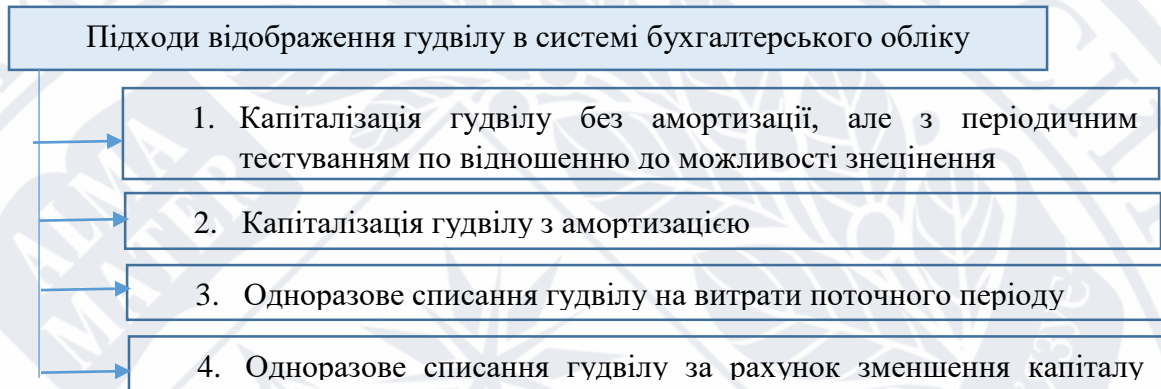 Підходи відображення гудвілу в системі бухгалтерського обліку
1. Капіталізація гудвілу без амортизації, але з періодичним
тестуванням по відношенню до можливості знецінення
2. Капіталізація гудвілу з амортизацією
3. Одноразове списання гудвілу на витрати поточного періоду
4. Одноразове списання гудвілу за рахунок зменшення капіталу
ALMA
MATER